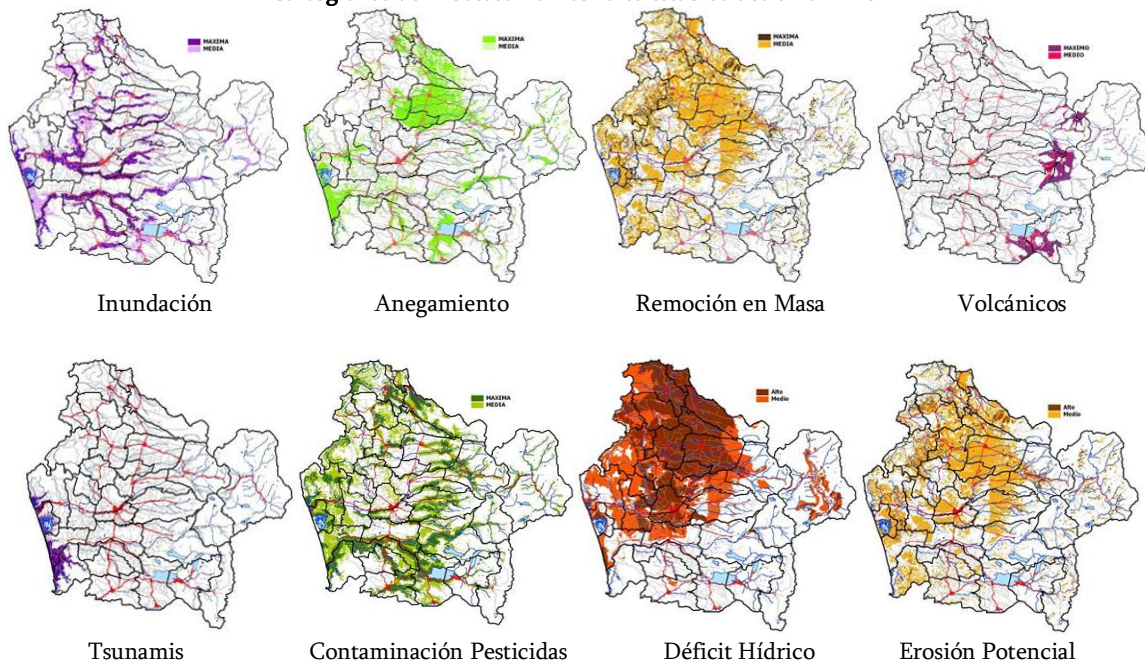 MAXIMA
MEDIA
MAXIMA
MEDIA
MAXIMA
MEDIA
MAXIMO
MEDIO
Inundación
Anegamiento
Remoción en Masa
Volcánicos
MAXIMA
MEDIA
Alto
Medio
Alto
Medio
Tsunamis
Contaminación Pesticidas
Déficit Hídrico
Erosión Potencial